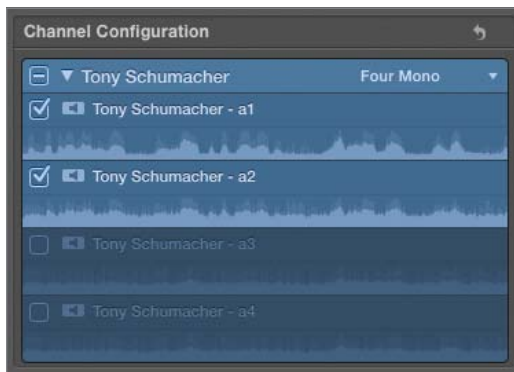 Channel Configuration
Tony Schumacher Four Mono
Tony Schumacher - a1
Tony Schumacher - a2
Tony Schumacher - a3
Tony Schumacher - a4